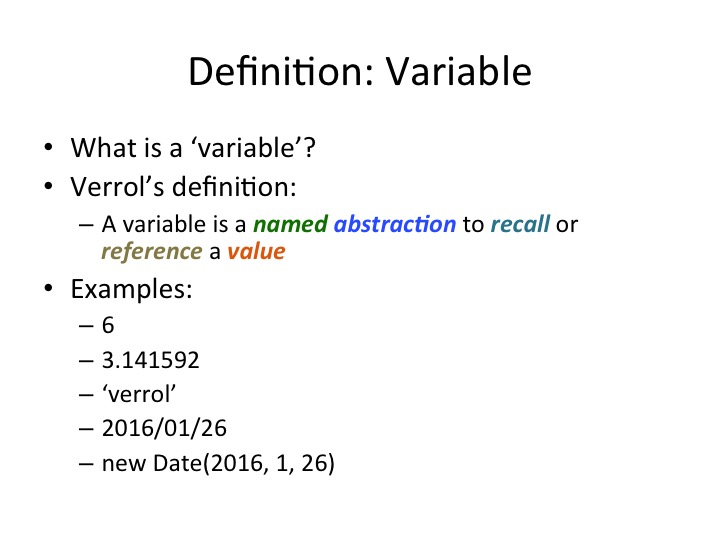 Definition: Variable
• What is a ‘variable’?
• Verrol’s definition:
– A variable is a named abstraction to recall or
reference a value
• Examples:
– 6
– 3.141592
– ‘verrol’
– 2016/01/26
– new Date(2016, 1, 26)